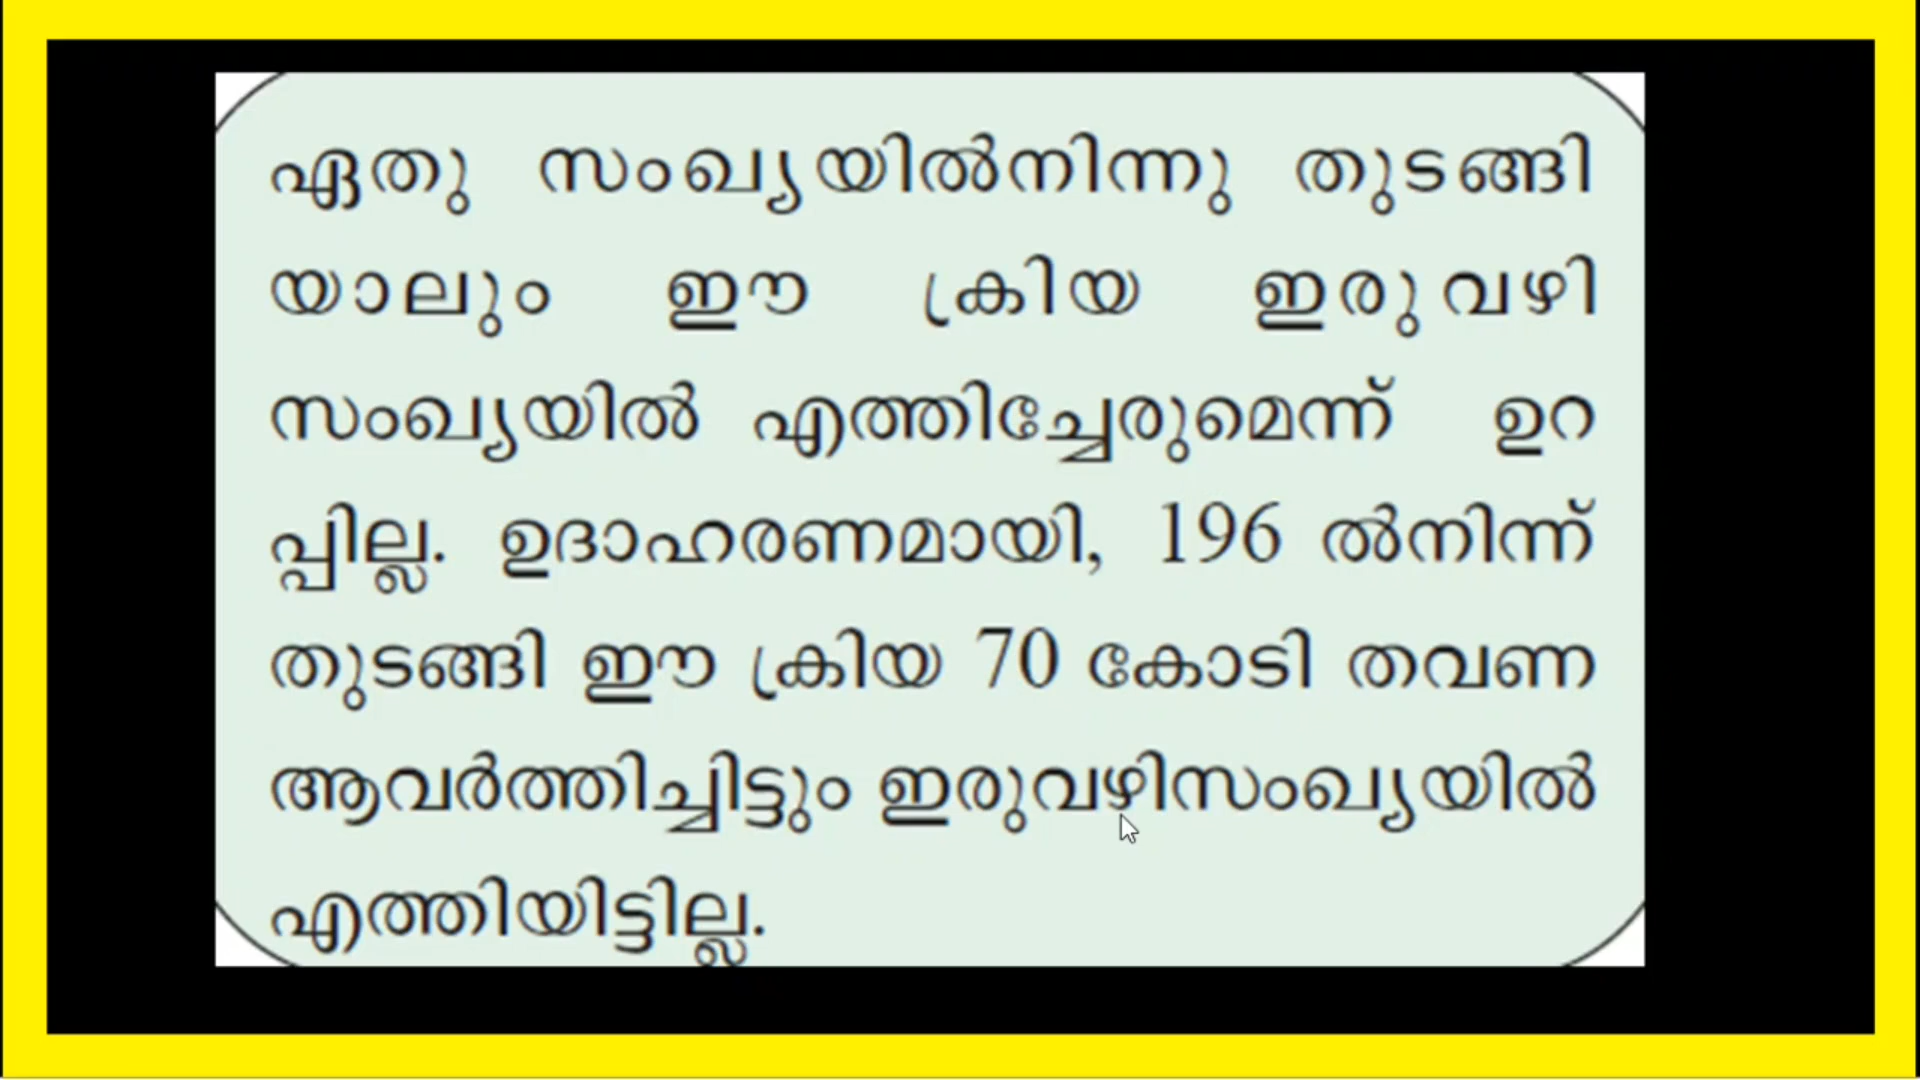 ഏതു സംഖ്യയിൽനിന്നു തുടങ്ങി
യാലും ഈ ക്രിയ ഇരുവഴി
സംഖ്യയിൽ എത്തിച്ചേരുമെന്ന് ഉറ
പ്പില്ല. ഉദാഹരണമായി, 196 ൽനിന്ന്
തുടങ്ങി ഈ ക്രിയ 70 കോടി തവണ
ആവർത്തിച്ചിട്ടും ഇരുവഴിസംഖ്യയിൽ
എത്തിയിട്ടില്ല.